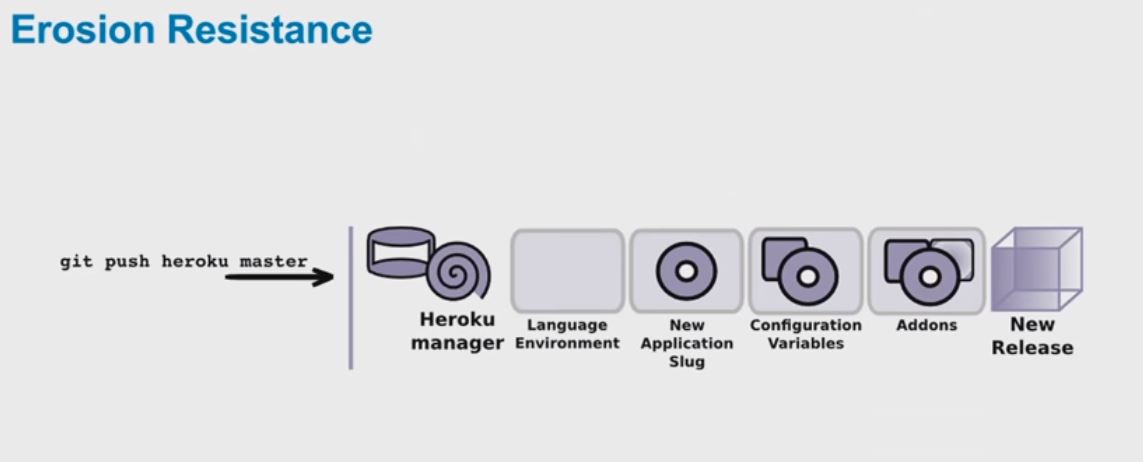 Erosion Resistance
git push heroku master
Heroku
manager
Language
Environment
New
Application
Slug
Configuration
Variables
Addons
New
Release